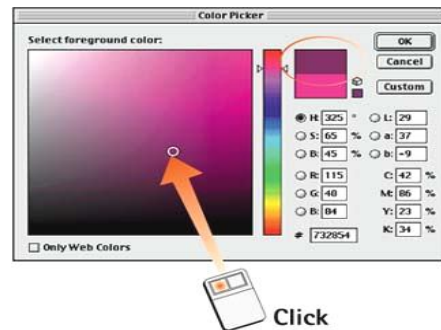 Color Picker
Select foreground color:
OK
Cancel
Custom
H: 325 ° L: 29
S: 65 % a: 37
B: 45 % b: -9
R: 115 C: 42 %
G: 40 M: 86 %
B: 84 Y: 23 %
# 732854 K: 34 %
Only Web Colors
Click